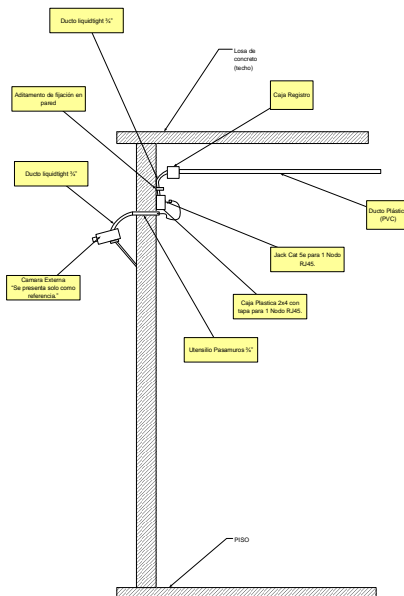 Ducto liquidtight ¾"
Losa de
concreto
(techo)
Aditamento de fijación en
pared
Caja Registro
Ducto liquidtight ¾"
Ducto Plástico
(PVC)
Jack Cat 5e para 1 Nodo
RJ45.
Camara Externa
"Se presenta solo como
referencia."
Caja Plastica 2x4 con
tapa para 1 Nodo RJ45.
Utensilio Pasamuros ¾"
PISO